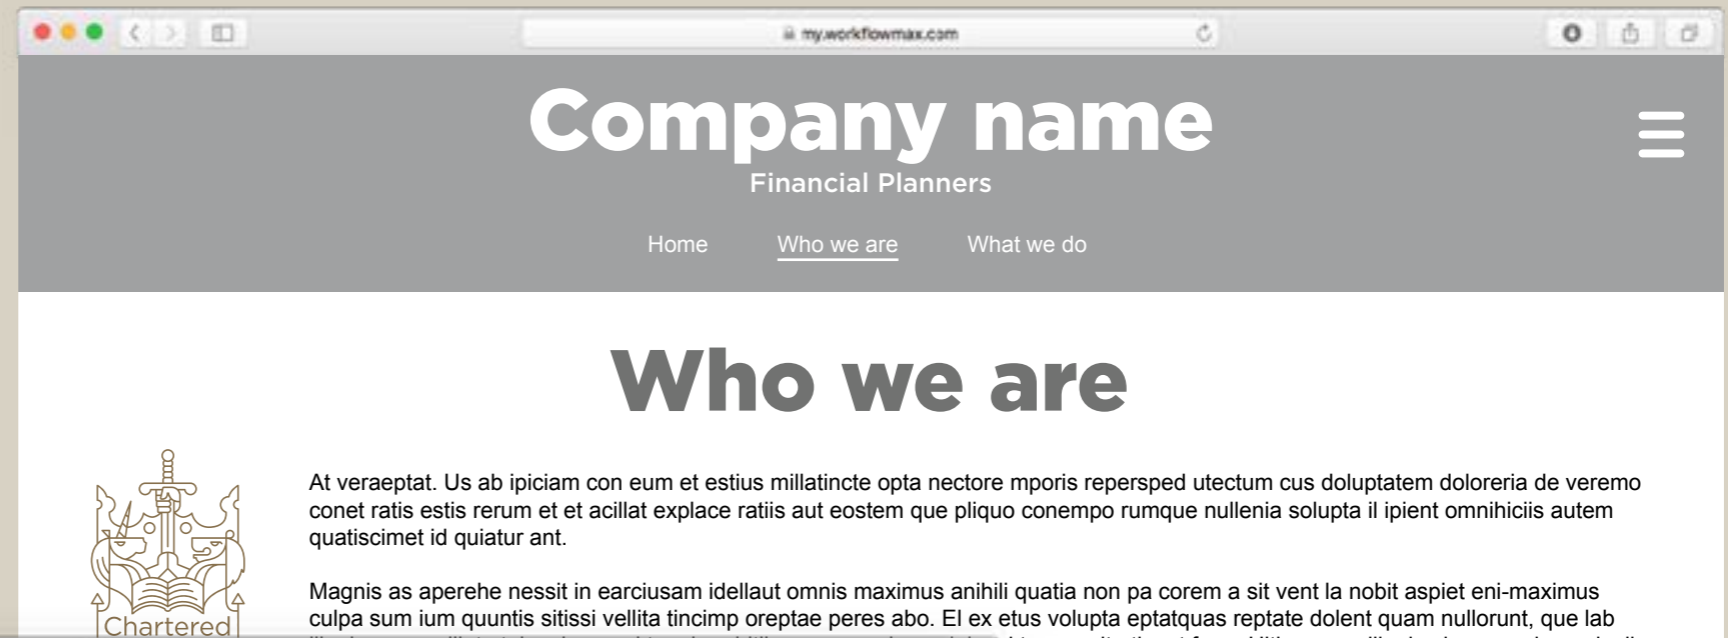 my.workflowmax.com
Company name
Financial Planners
Home Who we are What we do
Who we are
At veraeptat. Us ab ipiciam con eum et estius millatincte opta nectore mporis repersped utectum cus doluptatem doloreria de veremo
conet ratis estis rerum et et acillat explace ratiis aut eostem que pliquo conempo rumque nullenia solupta il ipient omnihiciis autem
quatiscimet id quiatur ant.
Magnis as aperehe nessit in earciusam idellaut omnis maximus anihili quatia non pa corem a sit vent la nobit aspiet eni-maximus
culpa sum ium quuntis sitissi vellita tincimp oreptae peres abo. El ex etus volupta eptatquas reptate dolent quam nullorunt, que lab
Chartered